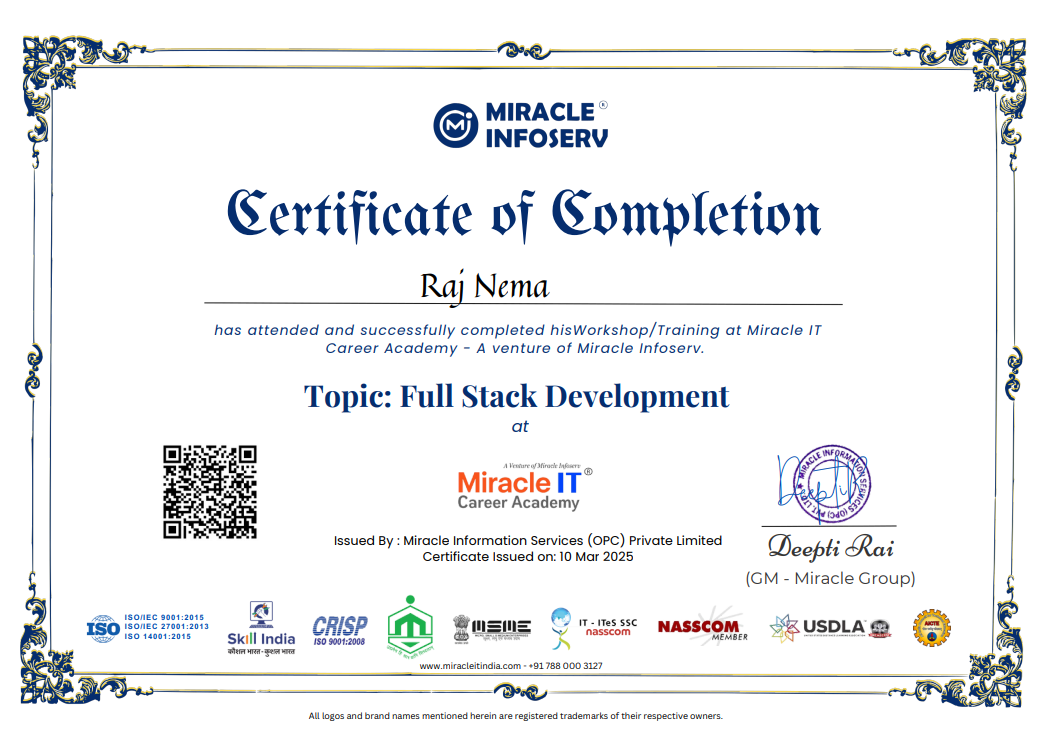 MIRACLE ®
INFOSERV
Certificate of Completion
Raj Nema
has attended and successfully completed hisWorkshop/Training at Miracle IT
Career Academy - A venture of Miracle Infoserv.
Topic: Full Stack Development
at
A Venture of Miracle Infoserv
Miracle IT ®
Career Academy
Issued By : Miracle Information Services (OPC) Private Limited
Certificate Issued on: 10 Mar 2025
MIRACLE INFORMATION SERVICES (OPC) PVT. LTD.
Deepti
Deepti Rai
(GM - Miracle Group)
ISO
ISO/IEC 9001:2015
ISO/IEC 27001:2013
ISO 14001:2015
Skill India
कौशल भारत-कुशल भारत
CRISP
ISO 9001:2008
MSME
IT - ITeS SSC
nasscom
NASSCOM
MEMBER
USDLA
AICTE
www.miracleitindia.com - +91 788 000 3127
All logos and brand names mentioned herein are registered trademarks of their respective owners.